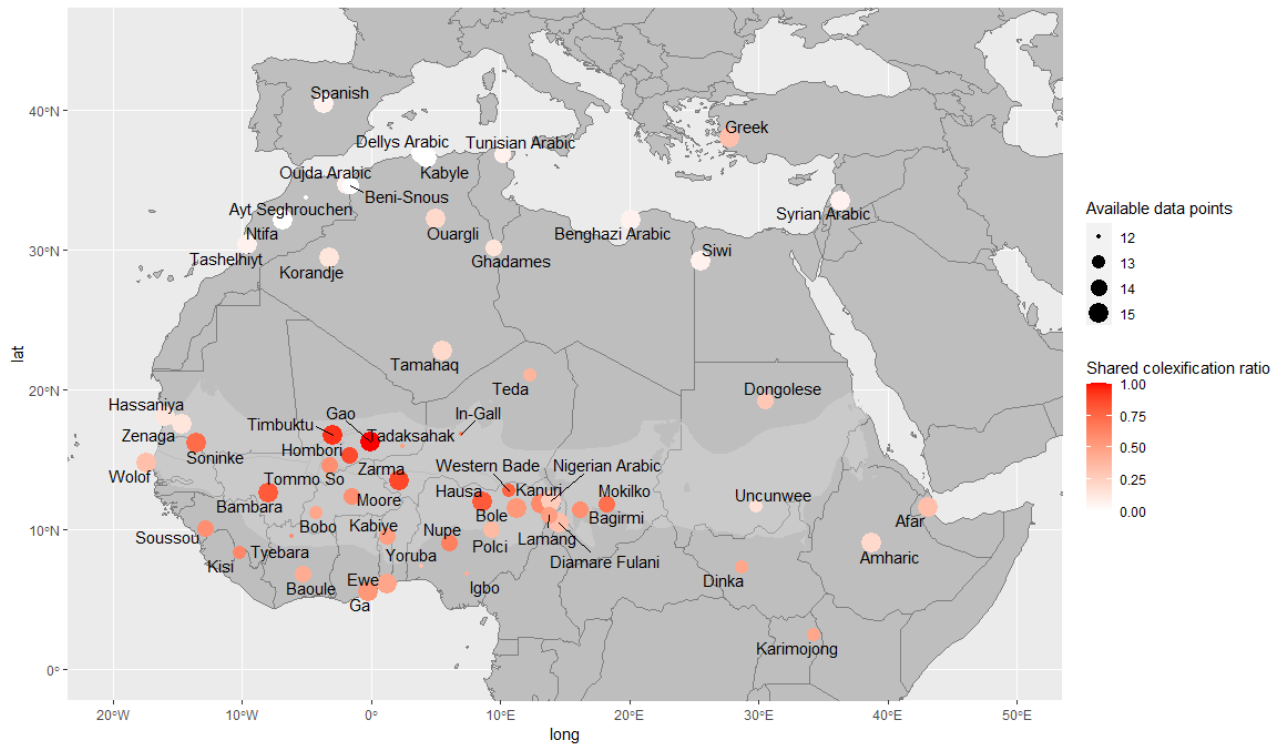 40°N
30°N
20°N
10°N
0°
lat
20°W
10°W
0°
10°E
20°E
30°E
40°E
50°E
long
Spanish
Greek
Dellys Arabic
Tunisian Arabic
Oujda Arabic
Kabyle
Beni-Snous
Ayt Seghrouchen
Ntifa
Tashelhiyt
Korandje
Ouargli
Ghadames
Benghazi Arabic
Siwi
Syrian Arabic
Tamahaq
Teda
Dongolese
Hassaniya
Zenaga
Wolof
Soninke
Timbuktu
Gao
Tadaksahak
In-Gall
Hombori
Zarma
Tommo So
Bambara
Moore
Bobo
Kabiye
Soussou
Kisi
Tyebara
Baoule
Ewe
Ga
Yoruba
Nupe
Igbo
Western Bade
Nigerian Arabic
Hausa
Kanuri
Mokilko
Bole
Bagirmi
Polci
Lamang
Diamare Fulani
Uncunwee
Dinka
Karimojong
Afar
Amharic
Available data points
12
13
14
15
Shared colexification ratio
1.00
0.75
0.50
0.25
0.00